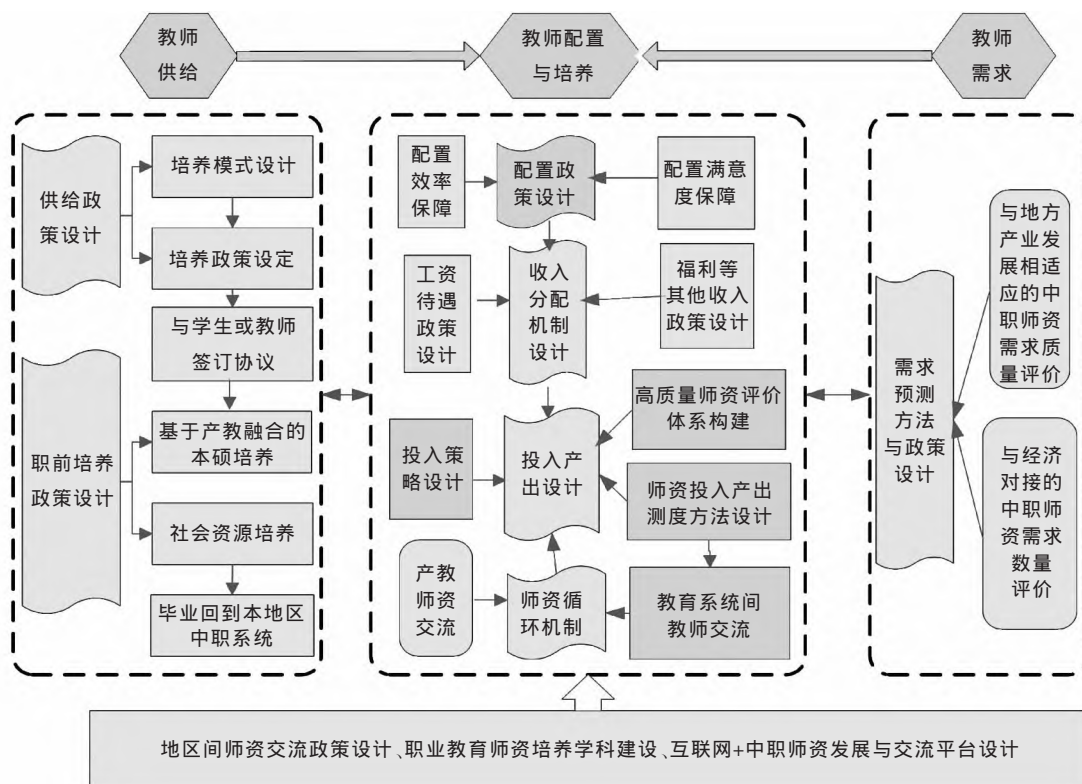 教师
供给
教师配置
与培养
教师
需求
供给政
策设计
培养模式设计
培养政策设定
与学生或教师
签订协议
职前培养
政策设计
基于产教融合的
本硕培养
社会资源培养
毕业回到本地区
中职系统
配置
效率
保障
配置政
策设计
配置满意
度保障
工资
待遇
政策
设计
收入
分配
机制
设计
福利等
其他收入
政策设计
高质量师资评价
体系构建
投入策
略设计
投入产
出设计
师资投入产出
测度方法设计
产教
师资
交流
师资循
环机制
教育系统间
教师交流
需求
预测
方法
与政策
设计
与地方
产业发
展相适
应的中
职师资
需求质
量评价
与经济
对接的
中职师
资需求
数量
评价
地区间师资交流政策设计、职业教育师资培养学科建设、互联网+中职师资发展与交流平台设计